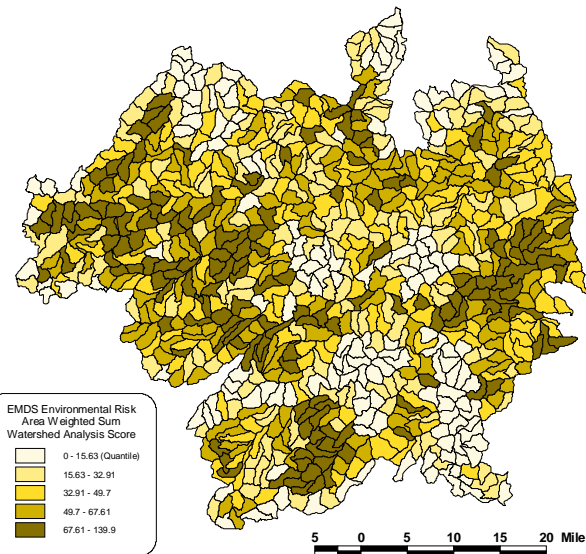 EMDS Environmental Risk
Area Weighted Sum
Watershed Analysis Score
0 - 15.63 (Quantile)
15.63 - 32.91
32.91 - 49.7
49.7 - 67.61
67.61 - 139.9
5 0 5 10 15 20 Mile